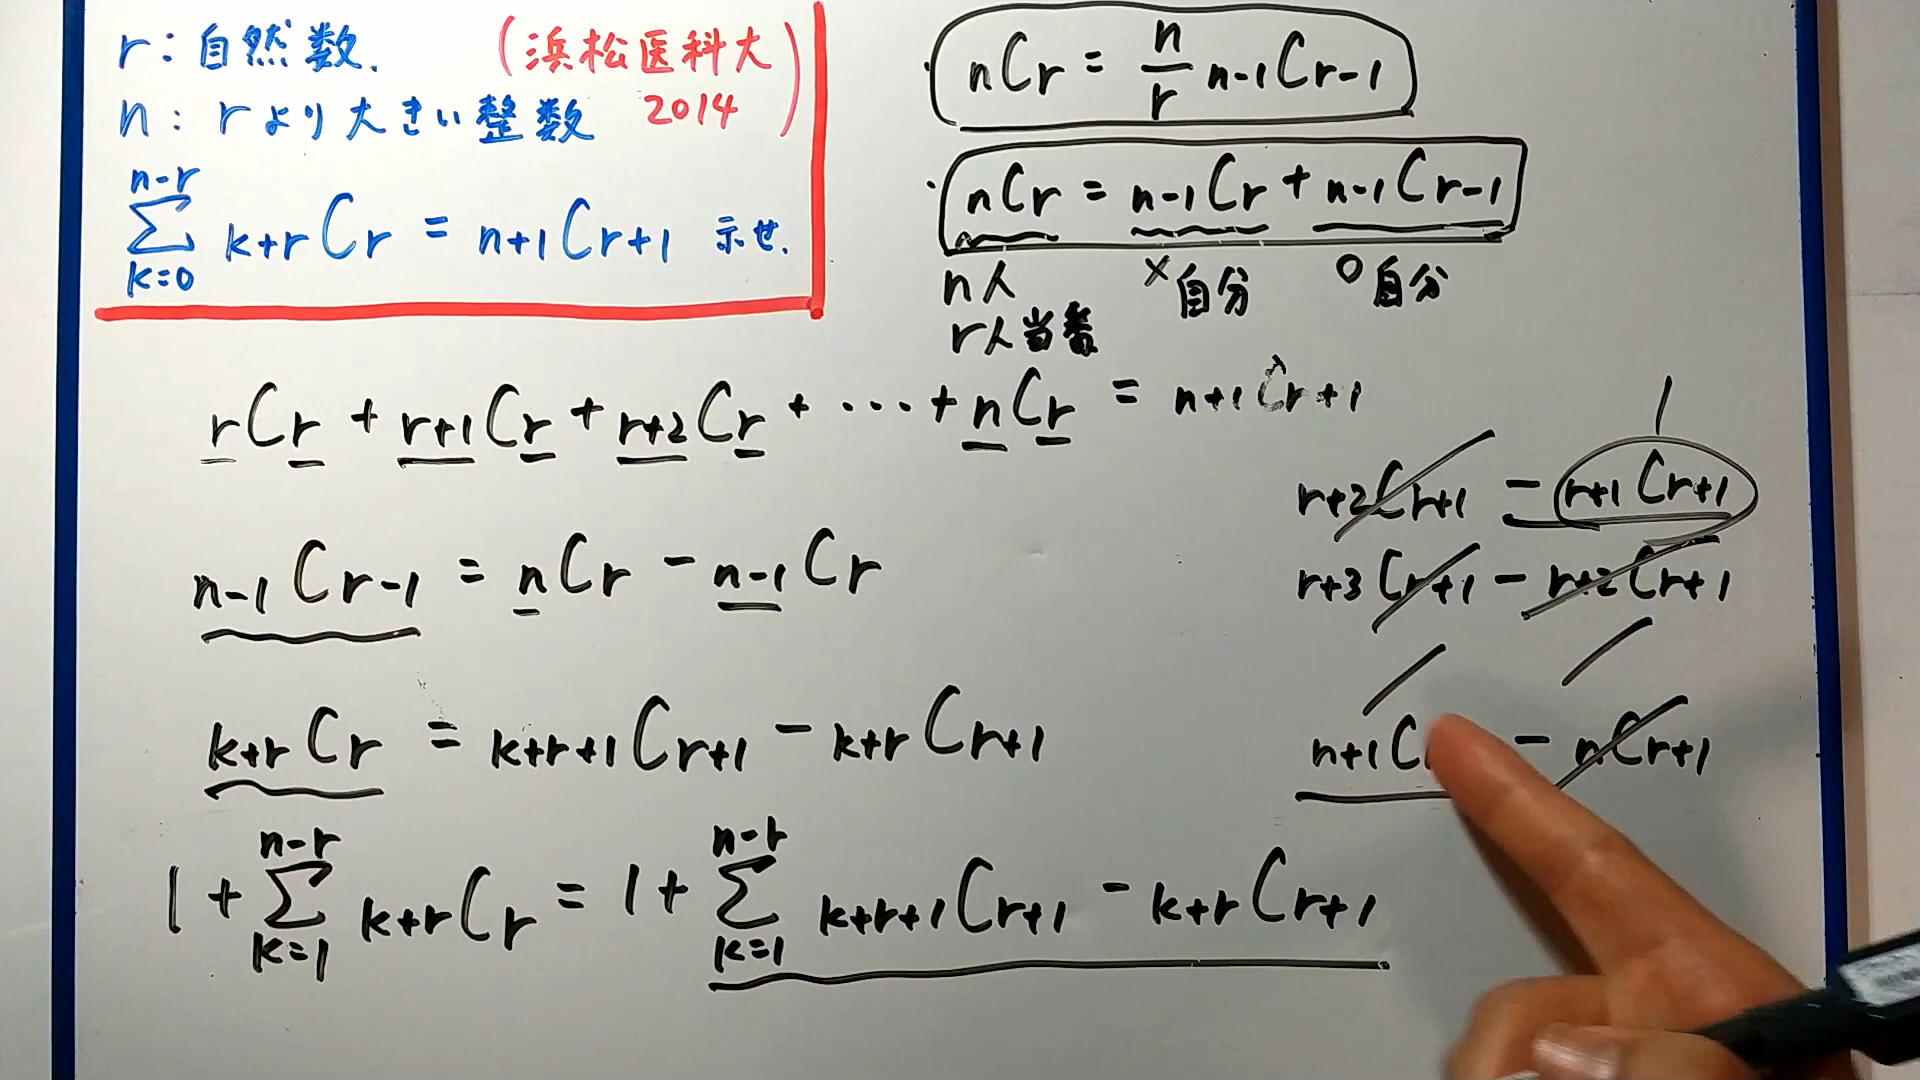 r：自然数. (浜松医科大 2014)
n：rより大きい整数
n-r
Σ k+rCr = n+1Cr+1 示せ.
k=0
・nCr = n/r n-1Cr-1
・nCr = n-1Cr + n-1Cr-1
n人 ×自分 ○自分
r人当番
rCr + r+1Cr + r+2Cr + … + nCr = n+1Cr+1
1
r+2Cr+1 - r+1Cr+1
n-1Cr-1 = nCr - n-1Cr
r+3Cr+1 - r+2Cr+1
k+rCr = k+r+1Cr+1 - k+rCr+1
n+1C - nCr+1
n-r n-r
1 + Σ k+rCr = 1 + Σ k+r+1Cr+1 - k+rCr+1
k=1 k=1